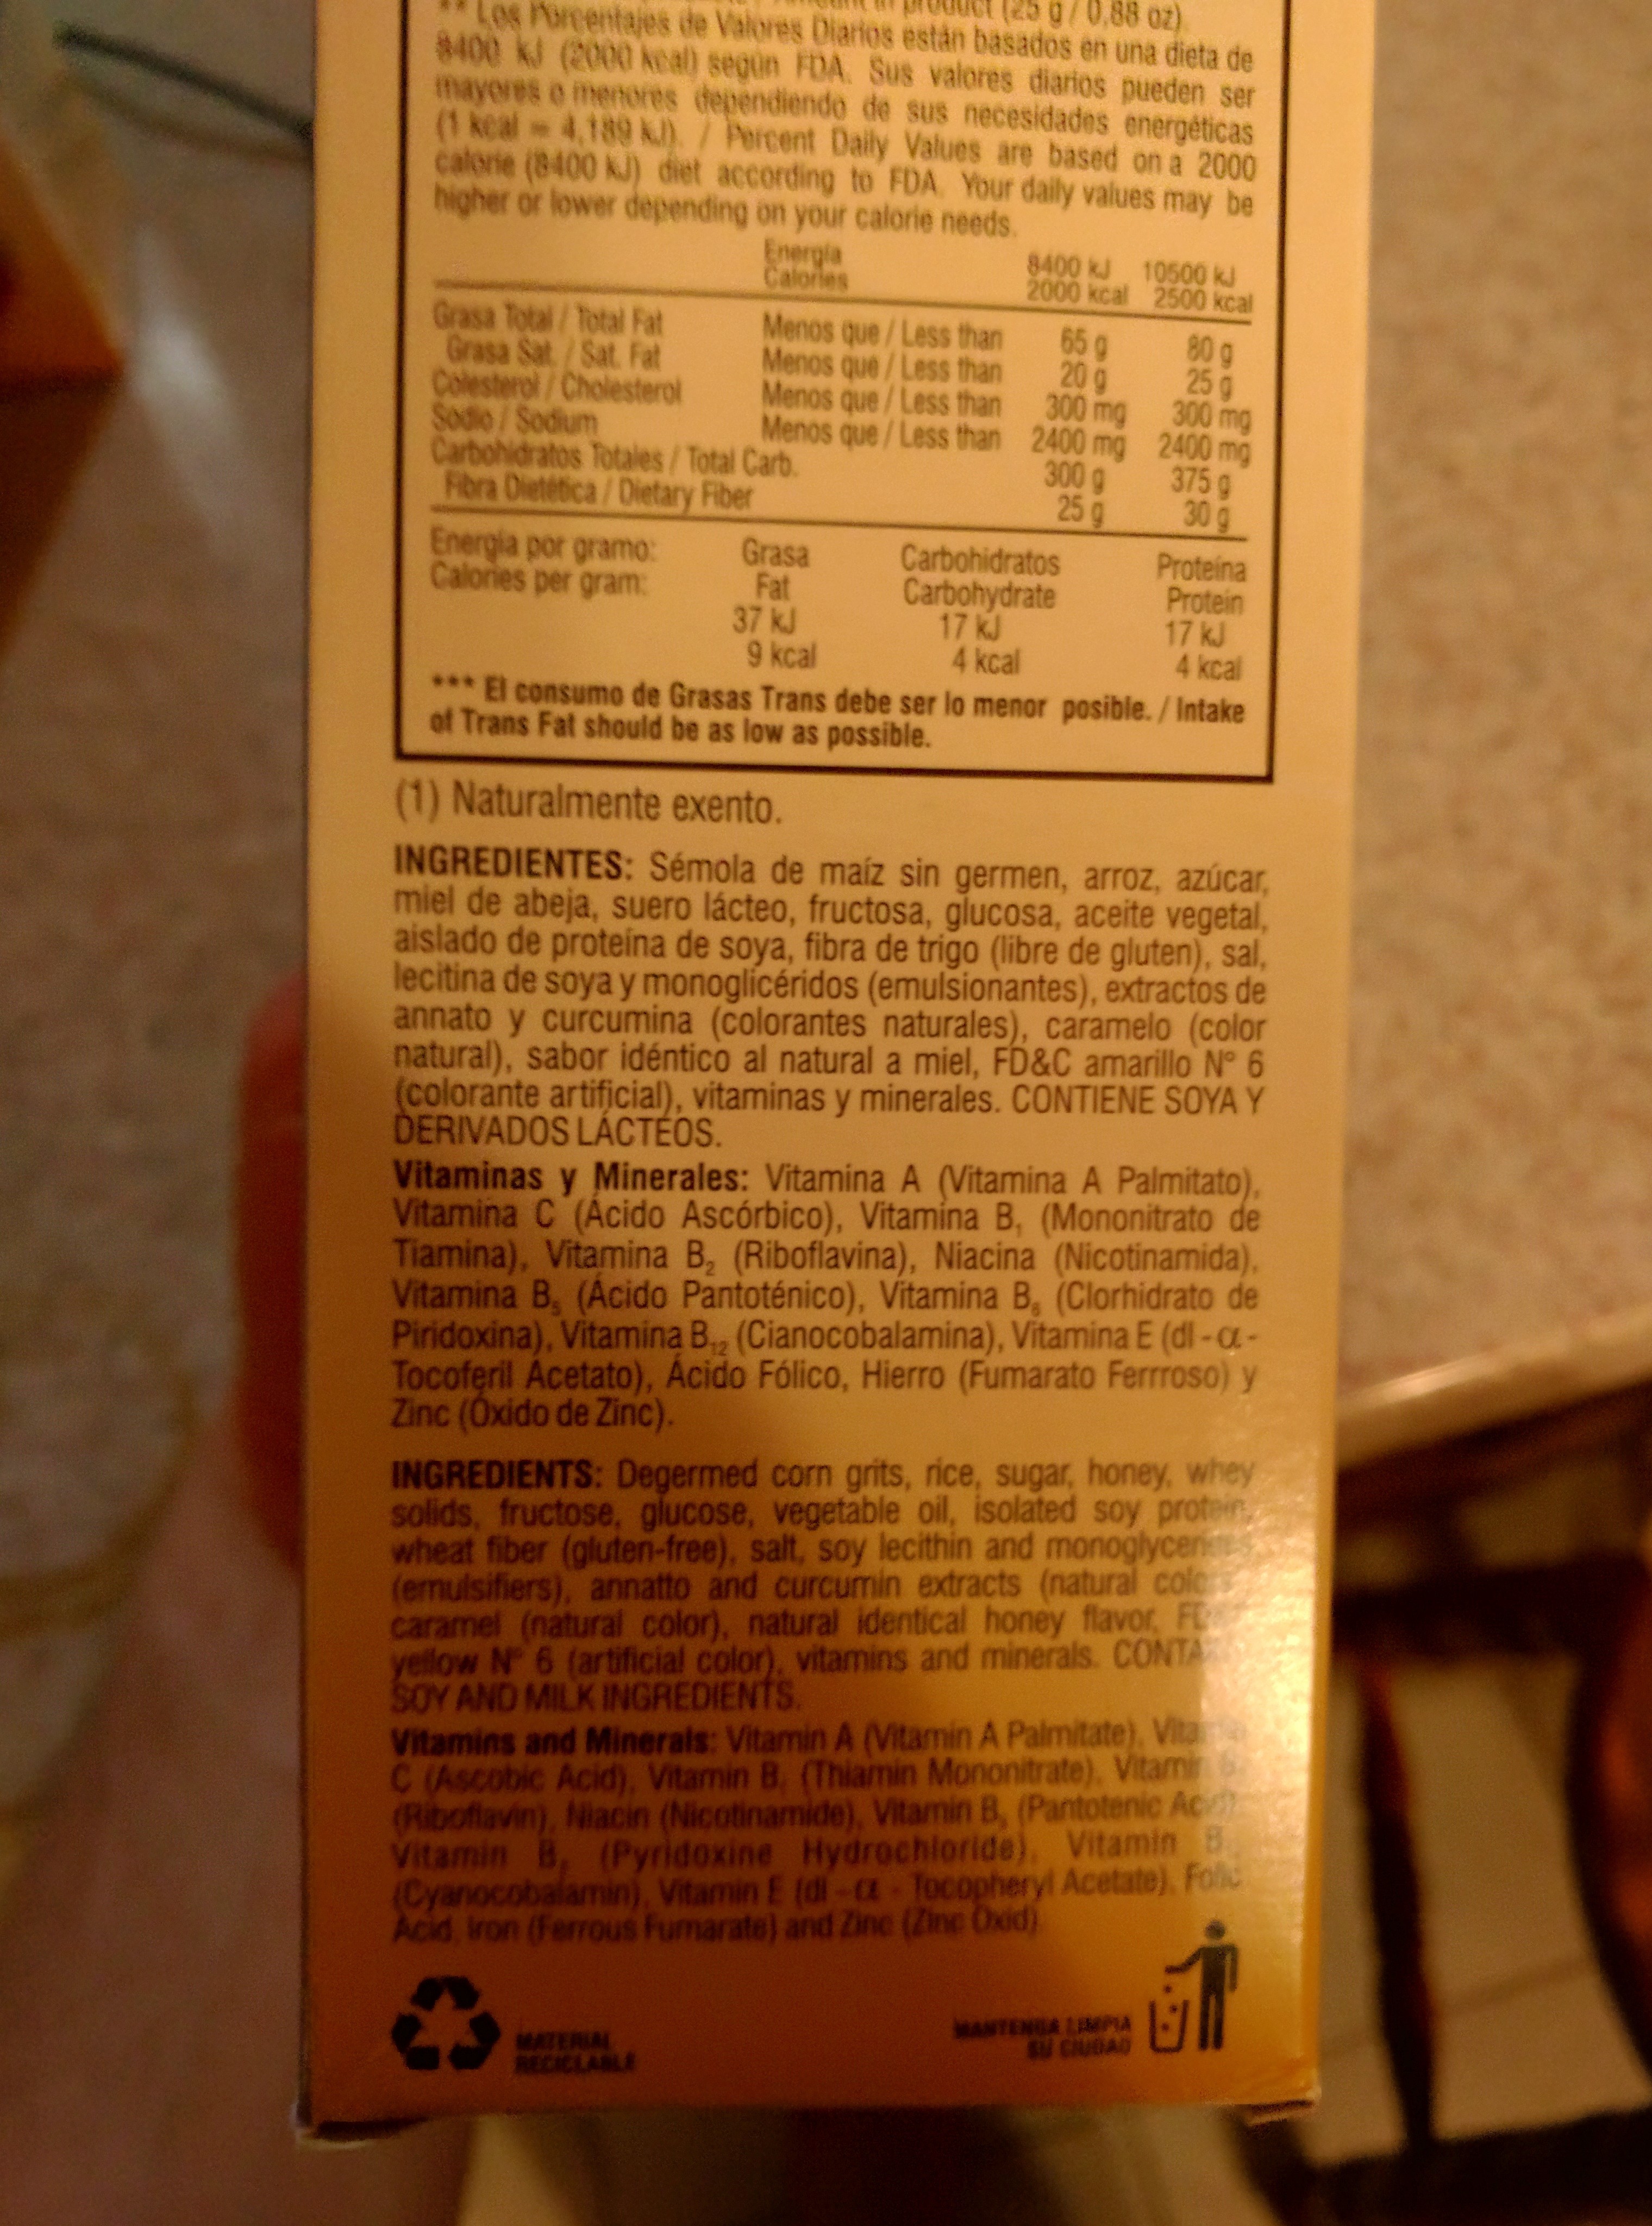 Amount in product (25 g / 0,88 oz).
** Los Porcentajes de Valores Diarios están basados en una dieta de
8400 kJ (2000 kcal) según FDA. Sus valores diarios pueden ser
mayores o menores dependiendo de sus necesidades energéticas
(1 kcal = 4,189 kJ). / Percent Daily Values are based on a 2000
calorie (8400 kJ) diet according to FDA. Your daily values may be
higher or lower depending on your calorie needs.
Energía 8400 kJ 10500 kJ
Calories 2000 kcal 2500 kcal
Grasa Total / Total Fat Menos que / Less than 65 g 80 g
Grasa Sat. / Sat. Fat Menos que / Less than 20 g 25 g
Colesterol / Cholesterol Menos que / Less than 300 mg 300 mg
Sodio / Sodium Menos que / Less than 2400 mg 2400 mg
Carbohidratos Totales / Total Carb. 300 g 375 g
Fibra Dietética / Dietary Fiber 25 g 30 g
Energía por gramo: Grasa Carbohidratos Proteína
Calories per gram: Fat Carbohydrate Protein
37 kJ 17 kJ 17 kJ
9 kcal 4 kcal 4 kcal
*** El consumo de Grasas Trans debe ser lo menor posible. / Intake
of Trans Fat should be as low as possible.
(1) Naturalmente exento.
INGREDIENTES: Sémola de maíz sin germen, arroz, azúcar,
miel de abeja, suero lácteo, fructosa, glucosa, aceite vegetal,
aislado de proteína de soya, fibra de trigo (libre de gluten), sal,
lecitina de soya y monoglicéridos (emulsionantes), extractos de
annato y curcumina (colorantes naturales), caramelo (color
natural), sabor idéntico al natural a miel, FD&C amarillo N° 6
(colorante artificial), vitaminas y minerales. CONTIENE SOYA Y
DERIVADOS LÁCTEOS.
Vitaminas y Minerales: Vitamina A (Vitamina A Palmitato),
Vitamina C (Ácido Ascórbico), Vitamina B₁ (Mononitrato de
Tiamina), Vitamina B₂ (Riboflavina), Niacina (Nicotinamida),
Vitamina B₅ (Ácido Pantoténico), Vitamina B₆ (Clorhidrato de
Piridoxina), Vitamina B₁₂ (Cianocobalamina), Vitamina E (dl - α -
Tocoferil Acetato), Ácido Fólico, Hierro (Fumarato Ferrroso) y
Zinc (Óxido de Zinc).
INGREDIENTS: Degermed corn grits, rice, sugar, honey, whey
solids, fructose, glucose, vegetable oil, isolated soy protein,
wheat fiber (gluten-free), salt, soy lecithin and
(emulsifiers), annatto and curcumin extracts (natural
caramel (natural color), natural identical honey flavor,
yellow N° 6 (artificial color), vitamins and minerals.
SOY AND MILK INGREDIENTS.
Vitamins and Minerals: Vitamin A (Vitamin A Palmitate),
C (Ascobic Acid), Vitamin B₁ (Thiamin Mononitrate), Vitamin
(Riboflavin), Niacin (Nicotinamide), Vitamin B₅ (Pantotenic
Vitamin B₆ (Pyridoxine Hydrochloride), Vitamin
(Cyanocobalamin), Vitamin E (dl - α - Tocopheryl Acetate), Folic
Acid, Iron (Ferrous Fumarate) and Zinc (Zinc Oxid).
MATERIAL
RECICLABLE
MANTENGA LIMPIA
SU CIUDAD